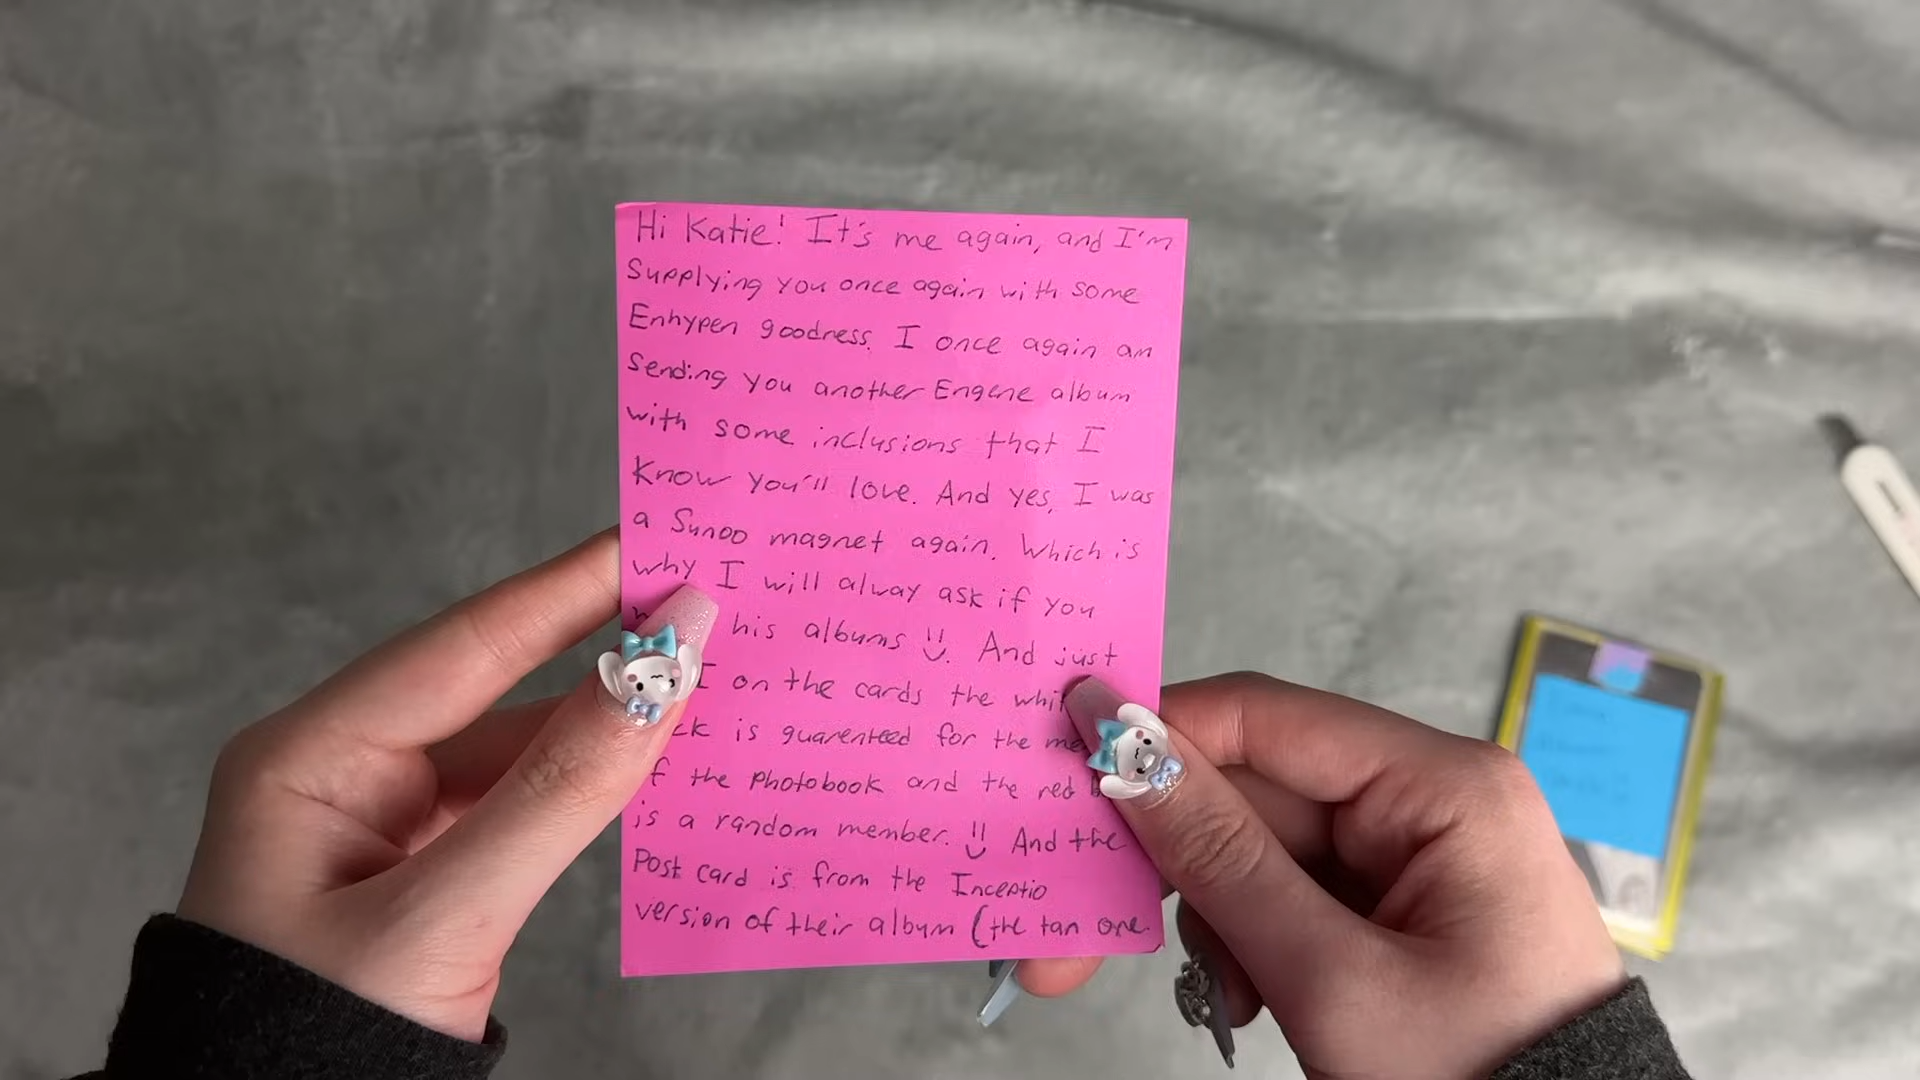 Hi Katie! It's me again, and I'm
supplying you once again with some
Enhypen goodness. I once again am
sending you another Engene album
with some inclusions that I
know you'll love. And yes, I was
a Sunoo magnet again. Which is
why I will alway ask if you
his albums :). And just
I on the cards the whit
ck is guarenteed for the me
f the photobook and the red b
is a random member. :) And the
Post card is from the Inceptio
version of their album (the tan one.